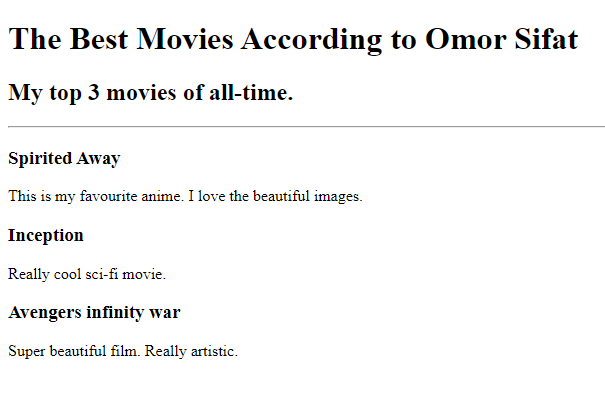 The Best Movies According to Omor Sifat
My top 3 movies of all-time.
Spirited Away
This is my favourite anime. I love the beautiful images.
Inception
Really cool sci-fi movie.
Avengers infinity war
Super beautiful film. Really artistic.